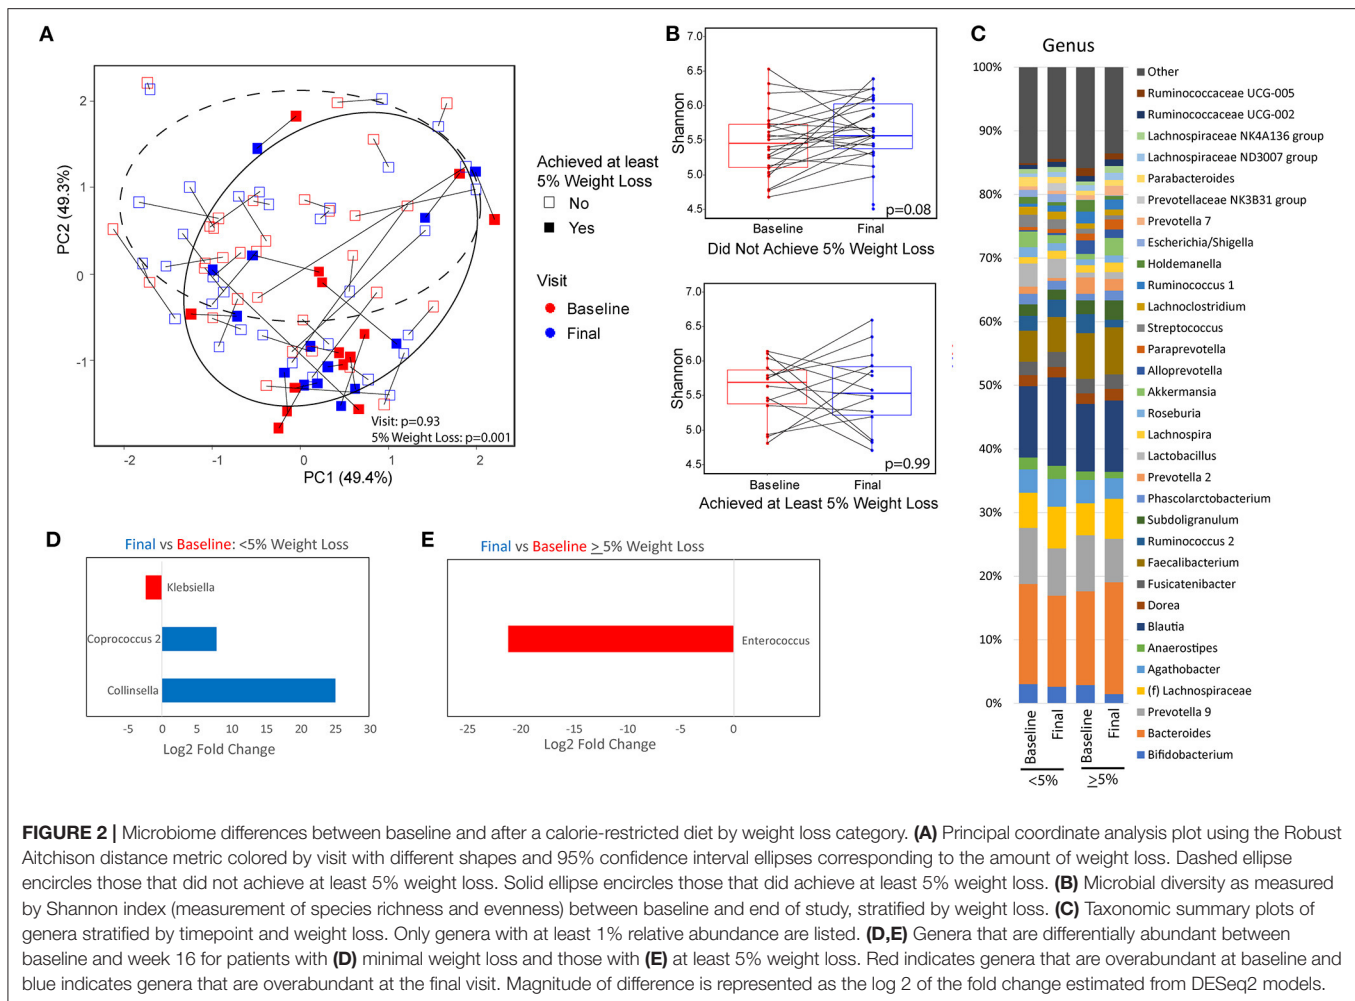 A
PC2 (49.3%)
2
1
0
-1
-2
-1
0
1
2
PC1 (49.4%)
Visit: p=0.93
5% Weight Loss: p=0.001
Achieved at least
5% Weight Loss
No
Yes
Visit
Baseline
Final
B
Shannon
7.0
6.5
6.0
5.5
5.0
4.5
p=0.08
Baseline
Final
Did Not Achieve 5% Weight Loss
Shannon
7.0
6.5
6.0
5.5
5.0
4.5
p=0.99
Baseline
Final
Achieved at Least 5% Weight Loss
C
Genus
100%
90%
80%
70%
60%
50%
40%
30%
20%
10%
0%
Baseline
Final
Baseline
Final
<5%
≥5%
Other
Ruminococcaceae UCG-005
Ruminococcaceae UCG-002
Lachnospiraceae NK4A136 group
Lachnospiraceae ND3007 group
Parabacteroides
Prevotellaceae NK3B31 group
Prevotella 7
Escherichia/Shigella
Holdemanella
Ruminococcus 1
Lachnoclostridium
Streptococcus
Paraprevotella
Alloprevotella
Akkermansia
Roseburia
Lachnospira
Lactobacillus
Prevotella 2
Phascolarctobacterium
Subdoligranulum
Ruminococcus 2
Faecalibacterium
Fusicatenibacter
Dorea
Blautia
Anaerostipes
Agathobacter
(f) Lachnospiraceae
Prevotella 9
Bacteroides
Bifidobacterium
D
Final vs Baseline: <5% Weight Loss
Klebsiella
Coprococcus 2
Collinsella
-5 0 5 10 15 20 25 30
Log2 Fold Change
E
Final vs Baseline ≥5% Weight Loss
Enterococcus
-25 -20 -15 -10 -5 0
Log2 Fold Change
FIGURE 2 | Microbiome differences between baseline and after a calorie-restricted diet by weight loss category. (A) Principal coordinate analysis plot using the Robust
Aitchison distance metric colored by visit with different shapes and 95% confidence interval ellipses corresponding to the amount of weight loss. Dashed ellipse
encircles those that did not achieve at least 5% weight loss. Solid ellipse encircles those that did achieve at least 5% weight loss. (B) Microbial diversity as measured
by Shannon index (measurement of species richness and evenness) between baseline and end of study, stratified by weight loss. (C) Taxonomic summary plots of
genera stratified by timepoint and weight loss. Only genera with at least 1% relative abundance are listed. (D,E) Genera that are differentially abundant between
baseline and week 16 for patients with (D) minimal weight loss and those with (E) at least 5% weight loss. Red indicates genera that are overabundant at baseline and
blue indicates genera that are overabundant at the final visit. Magnitude of difference is represented as the log 2 of the fold change estimated from DESeq2 models.